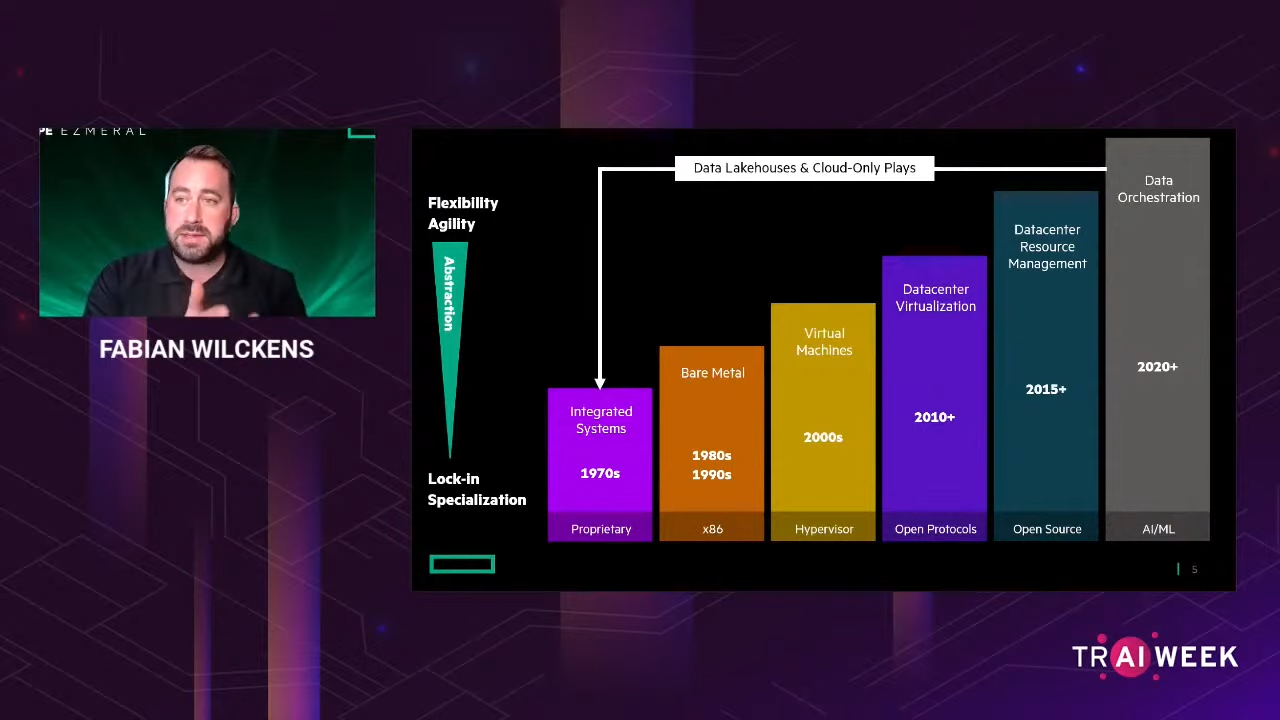 EZMERAL
FABIAN WILCKENS
Data Lakehouses & Cloud-Only Plays
Flexibility
Agility
Abstraction
Lock-in
Specialization
Integrated
Systems
1970s
Proprietary
Bare Metal
1980s
1990s
x86
Virtual
Machines
2000s
Hypervisor
Datacenter
Virtualization
2010+
Open Protocols
Datacenter
Resource
Management
2015+
Open Source
Data
Orchestration
2020+
AI/ML
5
TRAI WEEK